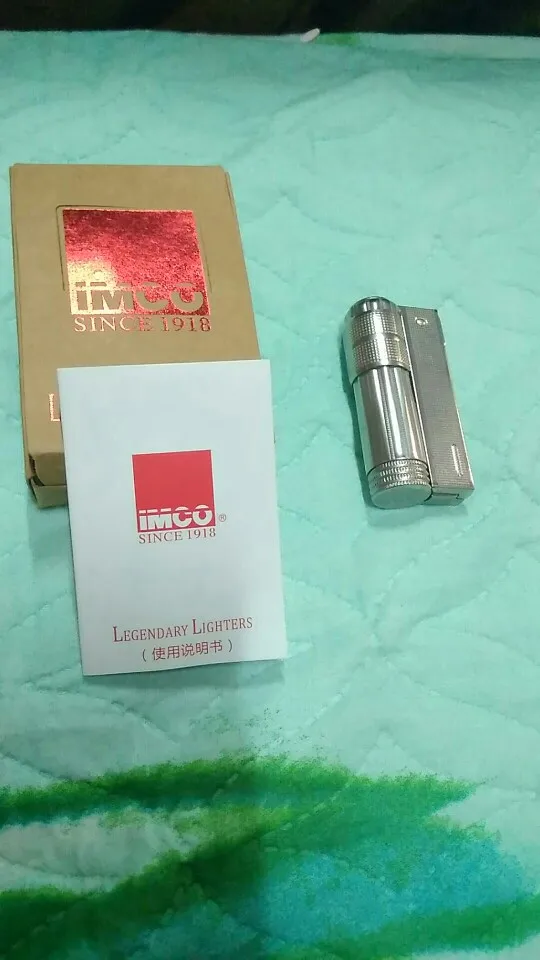 iMCO
SINCE 1918
L
iMCO®
SINCE 1918
LEGENDARY LIGHTERS
（使用说明书）